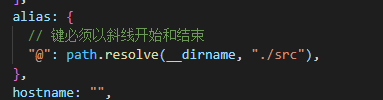 alias: {
// 键必须以斜线开始和结束
"@": path.resolve(__dirname, "./src"),
},
hostname: "",